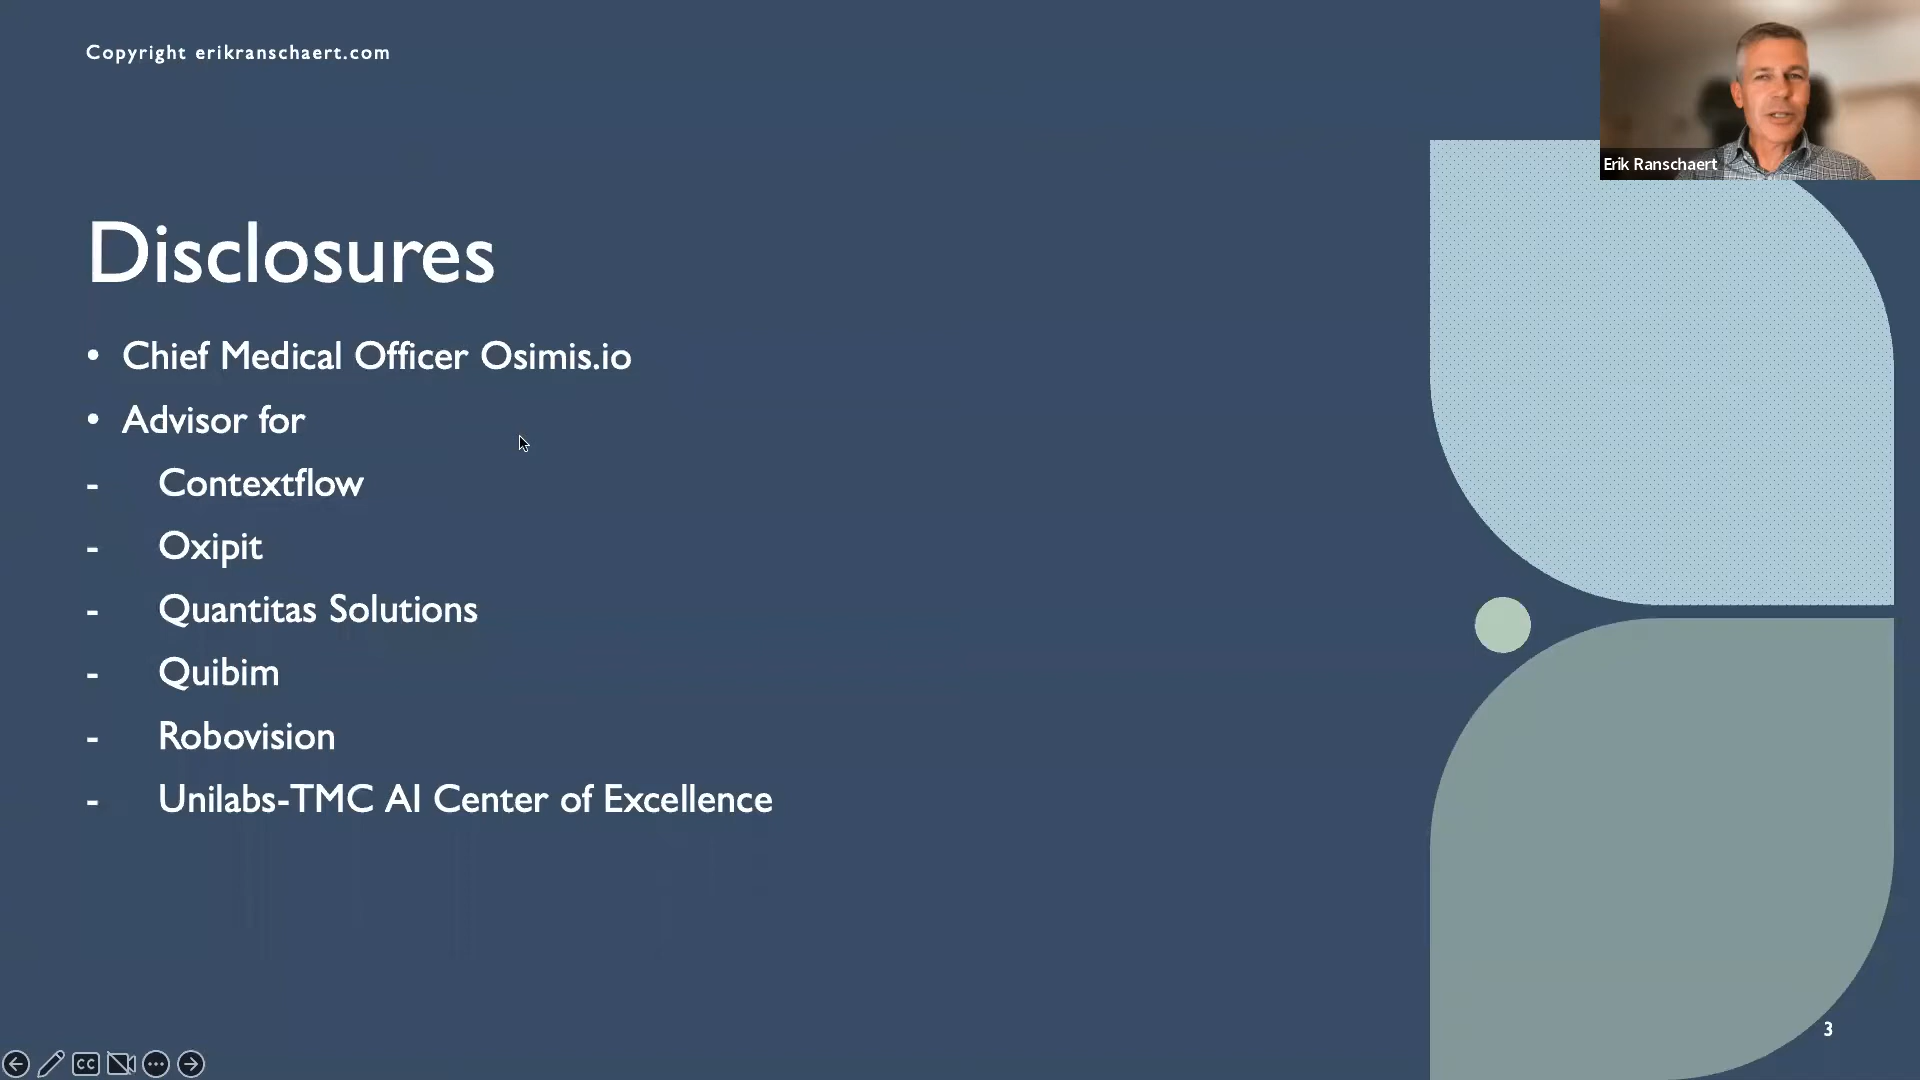 Copyright erikranschaert.com
Erik Ranschaert
Disclosures
• Chief Medical Officer Osimis.io
• Advisor for
- Contextflow
- Oxipit
- Quantitas Solutions
- Quibim
- Robovision
- Unilabs-TMC AI Center of Excellence
3
CC